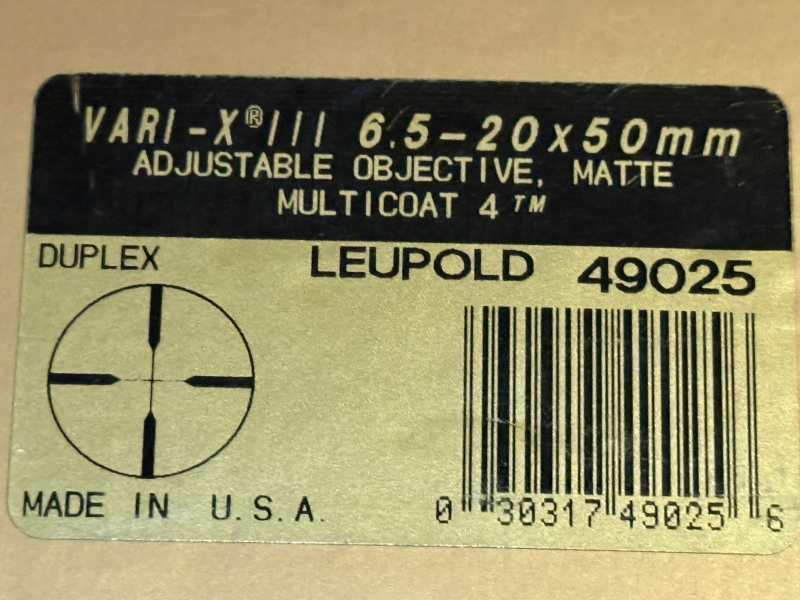 VARI-X®III 6.5-20x50mm
ADJUSTABLE OBJECTIVE, MATTE
MULTICOAT 4™
DUPLEX
LEUPOLD 49025
MADE IN U.S.A.
0 30317 49025 6